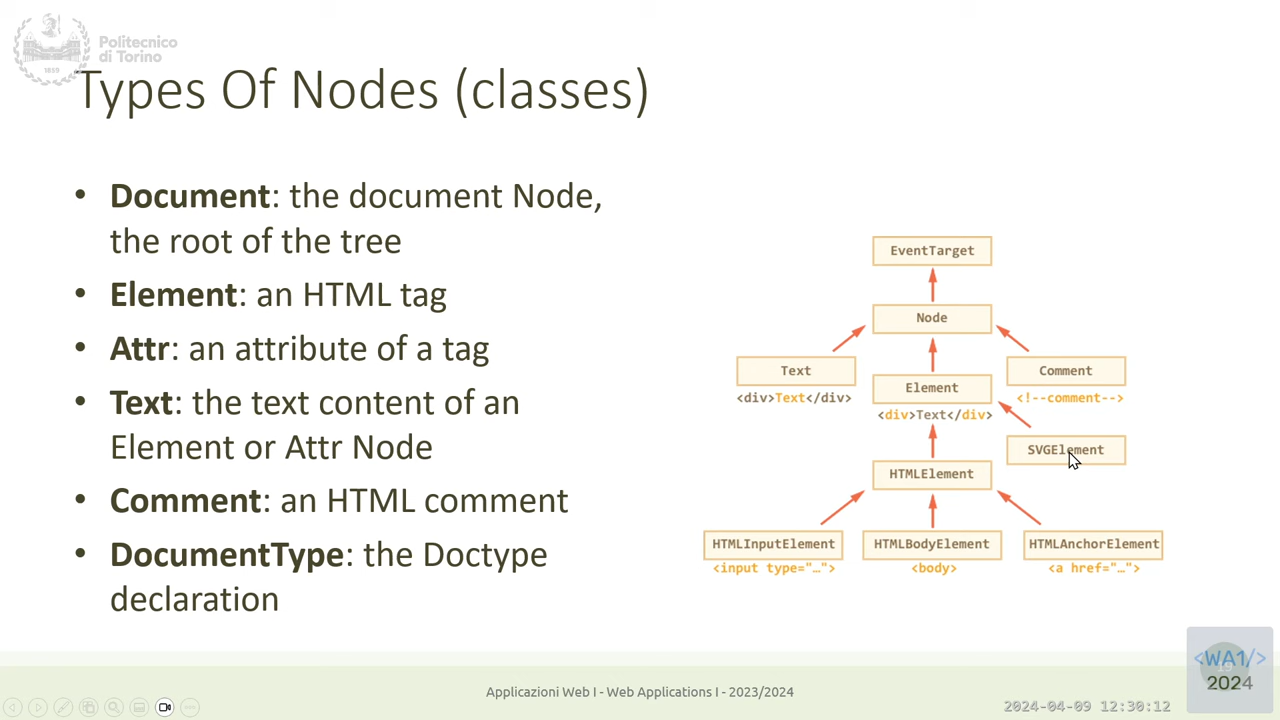 Politecnico
di Torino
1859
Types Of Nodes (classes)
• Document: the document Node,
the root of the tree
• Element: an HTML tag
• Attr: an attribute of a tag
• Text: the text content of an
Element or Attr Node
• Comment: an HTML comment
• DocumentType: the Doctype
declaration
EventTarget
Node
Text
<div>Text</div>
Element
<div>Text</div>
Comment
<!--comment-->
SVGElement
HTMLElement
HTMLInputElement
<input type="…">
HTMLBodyElement
<body>
HTMLAnchorElement
<a href="…">
Applicazioni Web I - Web Applications I - 2023/2024
<WA1/>
2024
2024-04-09 12:30:12